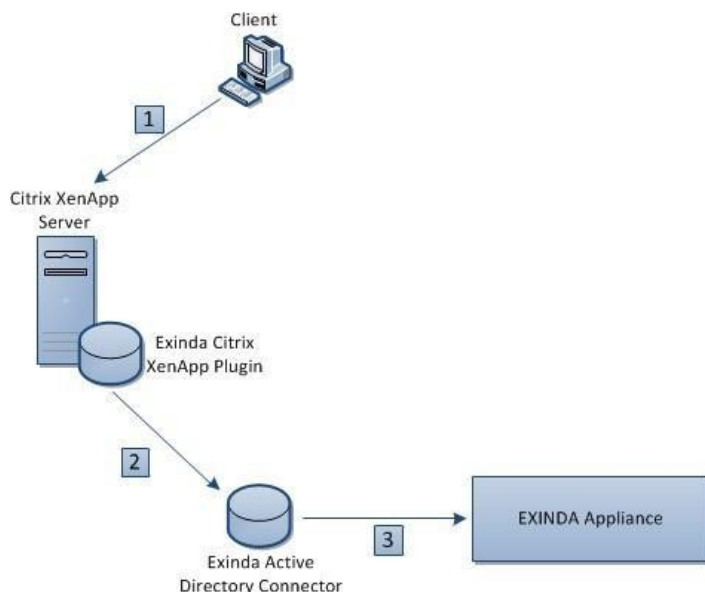 Client
1
Citrix XenApp
Server
Exinda Citrix
XenApp Plugin
2
EXINDA Appliance
3
Exinda Active
Directory Connector